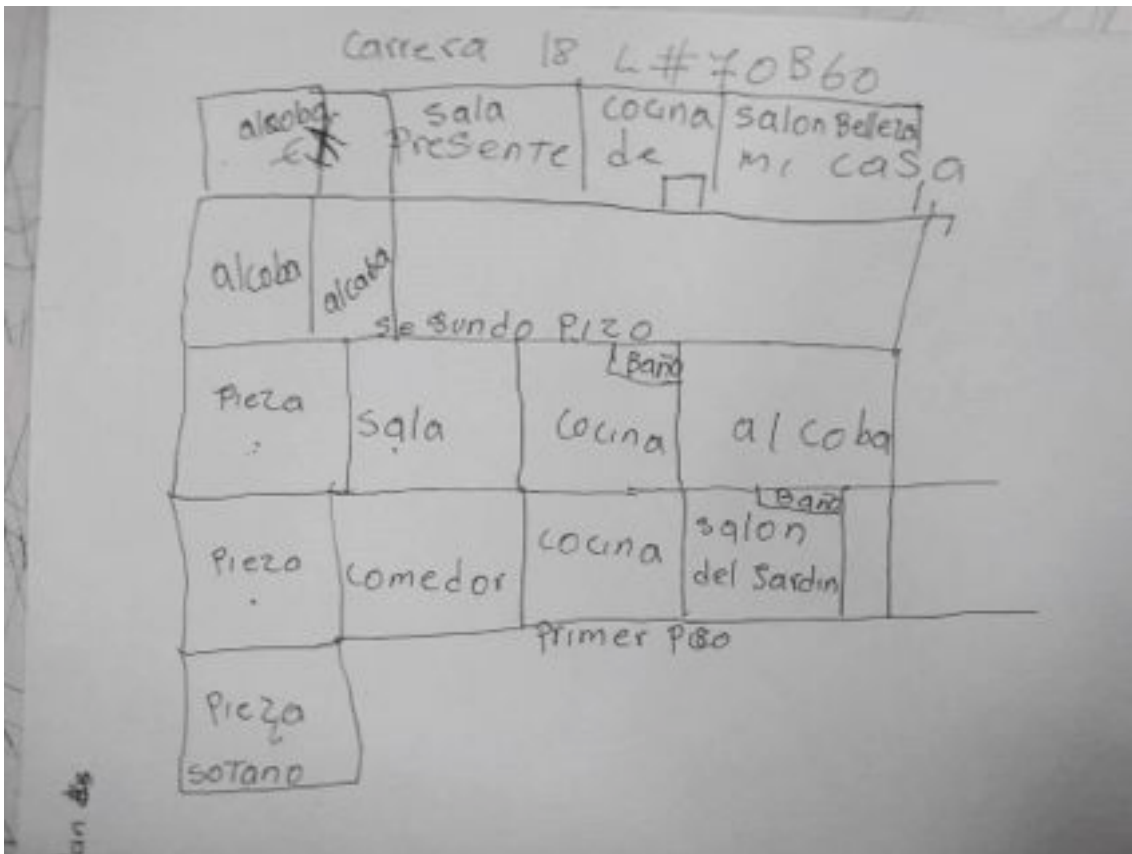 Carrera 18 L # 70B60
alcoba sala cocina salon Belleza
Presente de mi casa
alcoba alcoba
segundo Pizo
Baño
Pieza sala cocina alcoba
Baño
Piezo comedor cocina salon
del Jardin
Primer Piso
Pieza
soTano